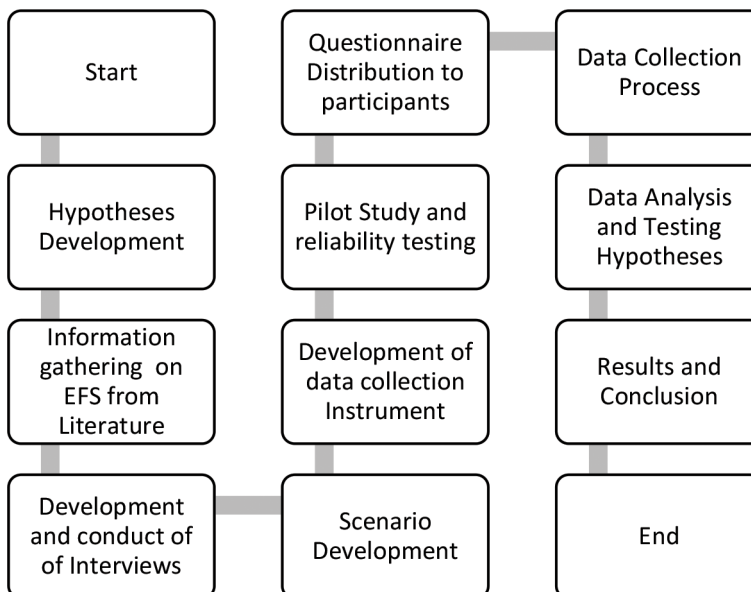 Start
Hypotheses
Development
Information
gathering  on
EFS from
Literature
Development
and conduct of
of Interviews
Scenario
Development
Development of
data collection
Instrument
Pilot Study and
reliability testing
Questionnaire
Distribution to
participants
Data Collection
Process
Data Analysis
and Testing
Hypotheses
Results and
Conclusion
End